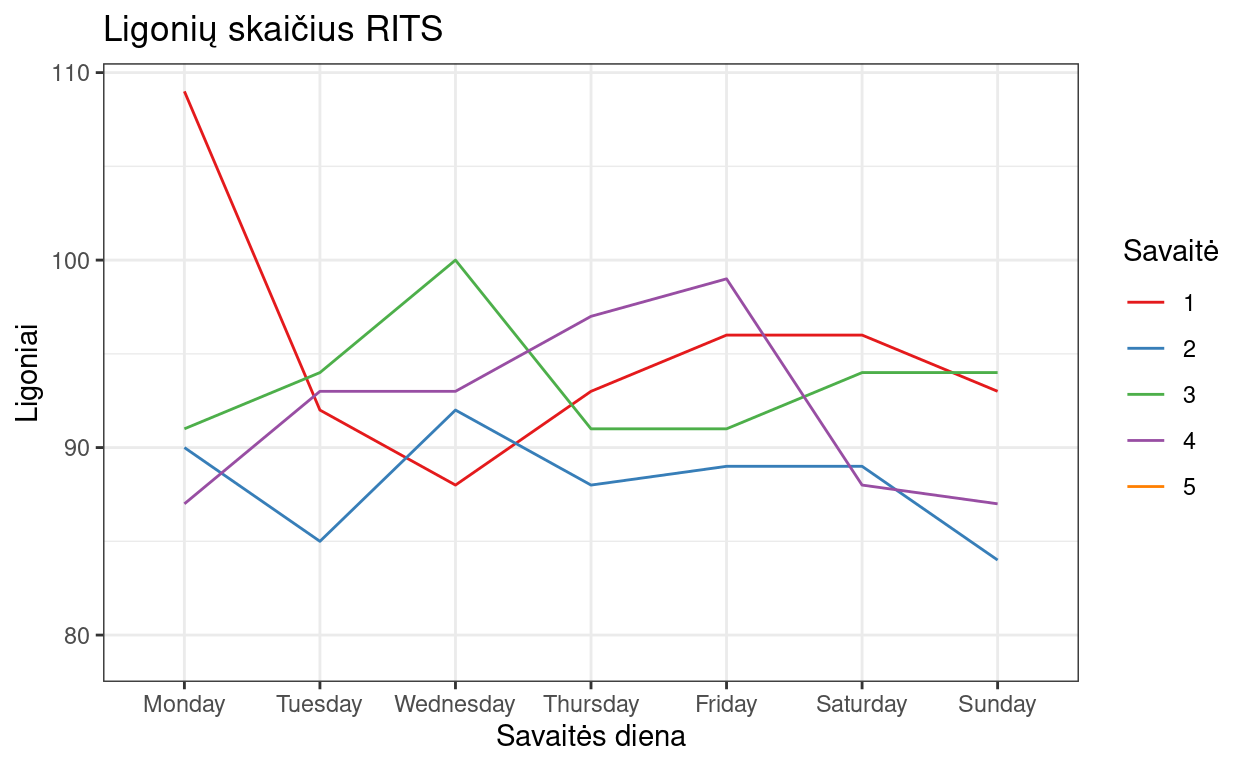 Ligonių skaičius RITS
110
100
90
80
Ligoniai
Monday Tuesday Wednesday Thursday Friday Saturday Sunday
Savaitės diena
Savaitė
1
2
3
4
5